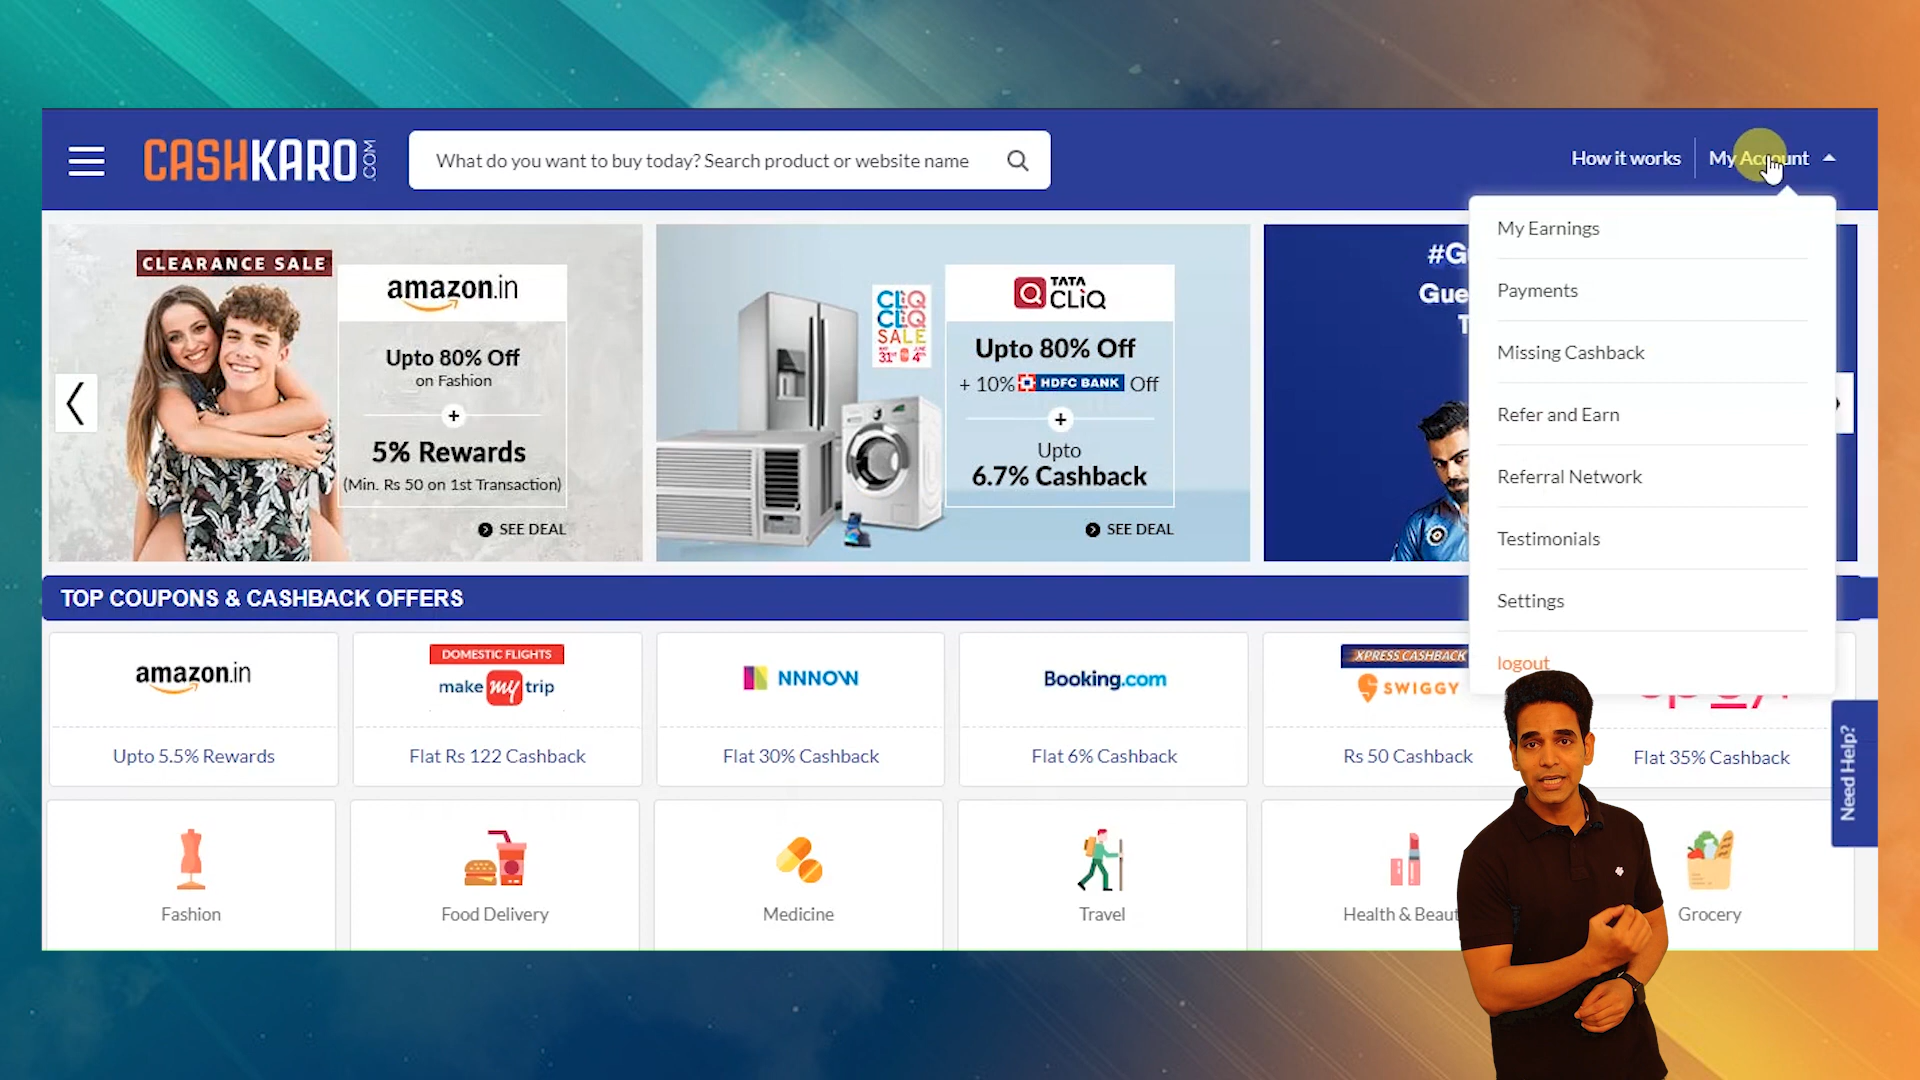 CASHKARO.COM
What do you want to buy today? Search product or website name
How it works
My Account
My Earnings
Payments
Missing Cashback
Refer and Earn
Referral Network
Testimonials
Settings
logout
CLEARANCE SALE
amazon.in
Upto 80% Off
on Fashion
+
5% Rewards
(Min. Rs 50 on 1st Transaction)
SEE DEAL
CLiQ
CLiQ
SALE
31st
4th
TATA
CLiQ
Upto 80% Off
+ 10% HDFC BANK Off
+
Upto
6.7% Cashback
SEE DEAL
TOP COUPONS & CASHBACK OFFERS
amazon.in
Upto 5.5% Rewards
DOMESTIC FLIGHTS
make my trip
Flat Rs 122 Cashback
NNNOW
Flat 30% Cashback
Booking.com
Flat 6% Cashback
XPRESS CASHBACK
SWIGGY
Rs 50 Cashback
Flat 35% Cashback
Need Help?
Fashion
Food Delivery
Medicine
Travel
Health & Beaut
Grocery